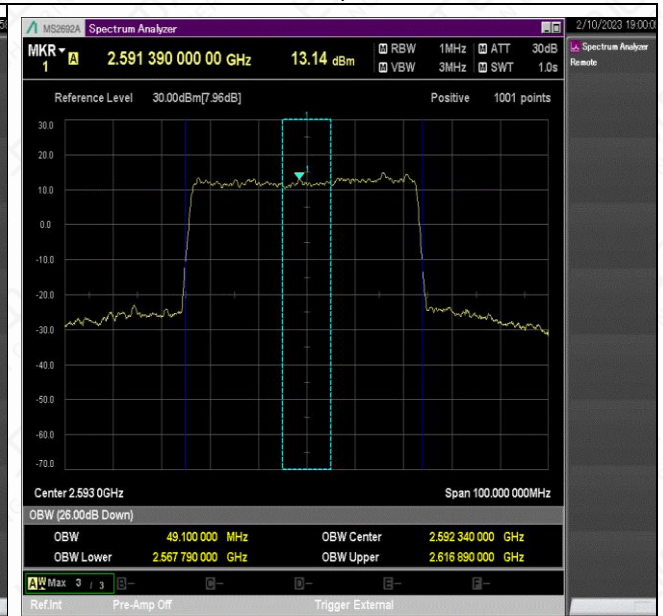 MS2692A Spectrum Analyzer 2/10/2023 19:00:0
MKR 1 A 2.591 390 000 00 GHz 13.14 dBm M RBW 1MHz M ATT 30dB
M VBW 3MHz M SWT 1.0s
Spectrum Analyzer
Remote
Reference Level 30.00dBm[7.96dB] Positive 1001 points
30.0
20.0
10.0
0.0
-10.0
-20.0
-30.0
-40.0
-50.0
-60.0
-70.0
1
1
Center 2.593 0GHz Span 100.000 000MHz
OBW (26.00dB Down)
OBW 49.100 000 MHz OBW Center 2.592 340 000 GHz
OBW Lower 2.567 790 000 GHz OBW Upper 2.616 890 000 GHz
A W Max 3 / 3 B- C- D- E- F-
Ref.Int Pre-Amp Off Trigger External